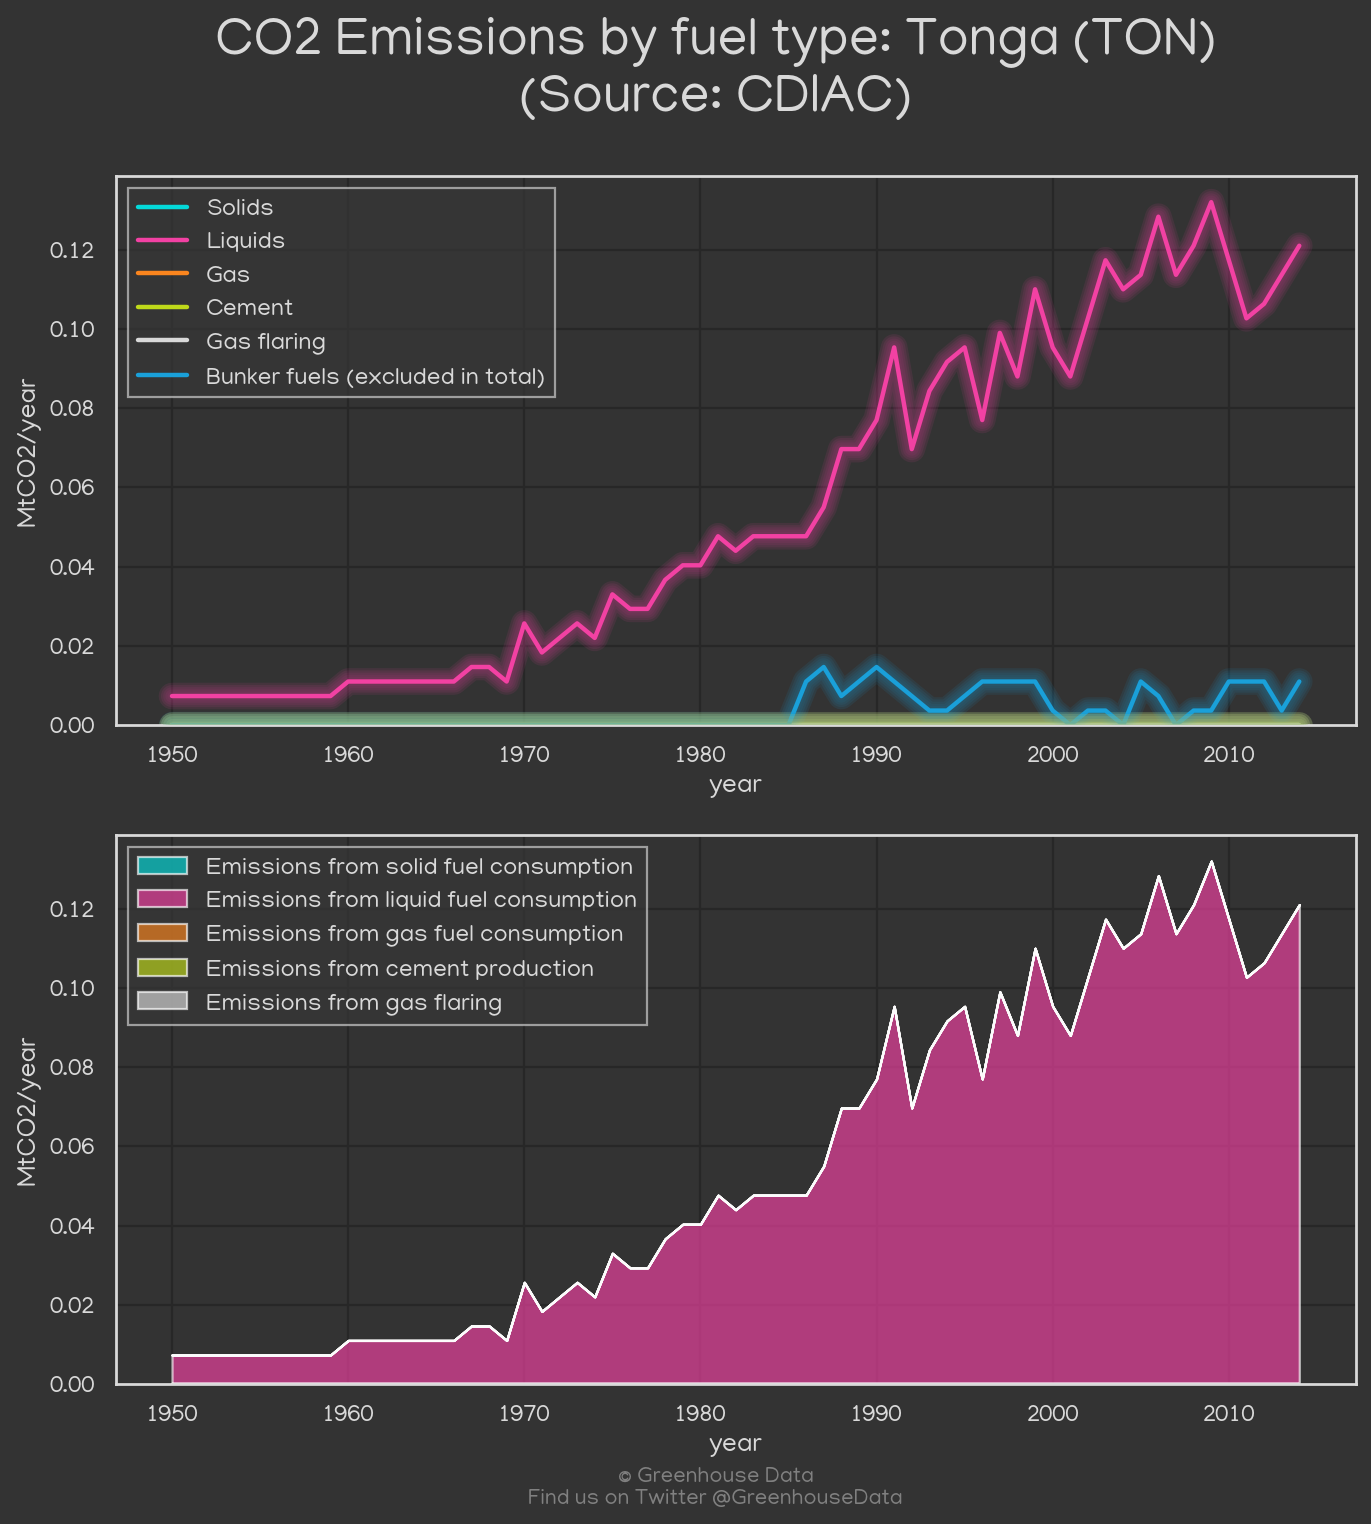 CO2 Emissions by fuel type: Tonga (TON)
(Source: CDIAC)
Solids
Liquids
Gas
Cement
Gas flaring
Bunker fuels (excluded in total)
MtCO2/year
0.12
0.10
0.08
0.06
0.04
0.02
0.00
1950 1960 1970 1980 1990 2000 2010
year
Emissions from solid fuel consumption
Emissions from liquid fuel consumption
Emissions from gas fuel consumption
Emissions from cement production
Emissions from gas flaring
MtCO2/year
0.12
0.10
0.08
0.06
0.04
0.02
0.00
1950 1960 1970 1980 1990 2000 2010
year
© Greenhouse Data
Find us on Twitter @GreenhouseData